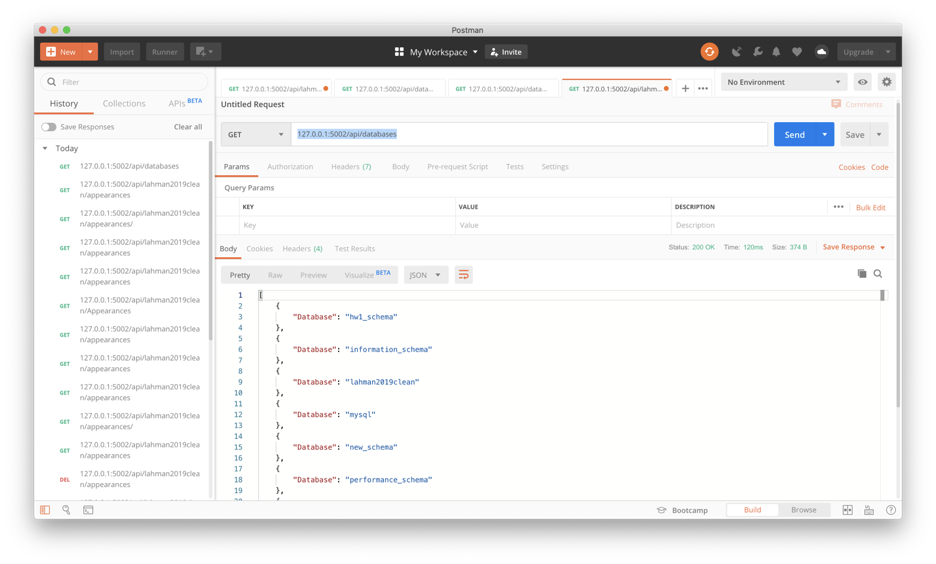 Postman
New
Import
Runner
My Workspace
Invite
Upgrade
Filter
History
Collections
APIs BETA
Save Responses
Clear all
Today
GET 127.0.0.1:5002/api/databases
GET 127.0.0.1:5002/api/lahman2019clea
n/appearances
GET 127.0.0.1:5002/api/lahman2019clea
n/appearances/
GET 127.0.0.1:5002/api/lahman2019clea
n/appearances
GET 127.0.0.1:5002/api/lahman2019clea
n/appearances
GET 127.0.0.1:5002/api/lahman2019clea
n/Appearances
GET 127.0.0.1:5002/api/lahman2019clea
n/appearances
GET 127.0.0.1:5002/api/lahman2019clea
n/appearances
GET 127.0.0.1:5002/api/lahman2019clea
n/appearances
GET 127.0.0.1:5002/api/lahman2019clea
n/appearances/
GET 127.0.0.1:5002/api/lahman2019clea
n/appearances
DEL 127.0.0.1:5002/api/lahman2019clea
n/appearances
GET 127.0.0.1:5002/api/lahm...
GET 127.0.0.1:5002/api/data...
GET 127.0.0.1:5002/api/data...
GET 127.0.0.1:5002/api/lahm...
No Environment
Untitled Request
Comments
GET
127.0.0.1:5002/api/databases
Send
Save
Params
Authorization
Headers (7)
Body
Pre-request Script
Tests
Settings
Cookies
Code
Query Params
KEY
VALUE
DESCRIPTION
Bulk Edit
Key
Value
Description
Body
Cookies
Headers (4)
Test Results
Status: 200 OK
Time: 120ms
Size: 374 B
Save Response
Pretty
Raw
Preview
Visualize BETA
JSON
1 [
2 {
3 "Database": "hw1_schema"
4 },
5 {
6 "Database": "information_schema"
7 },
8 {
9 "Database": "lahman2019clean"
10 },
11 {
12 "Database": "mysql"
13 },
14 {
15 "Database": "new_schema"
16 },
17 {
18 "Database": "performance_schema"
19 },
Bootcamp
Build
Browse